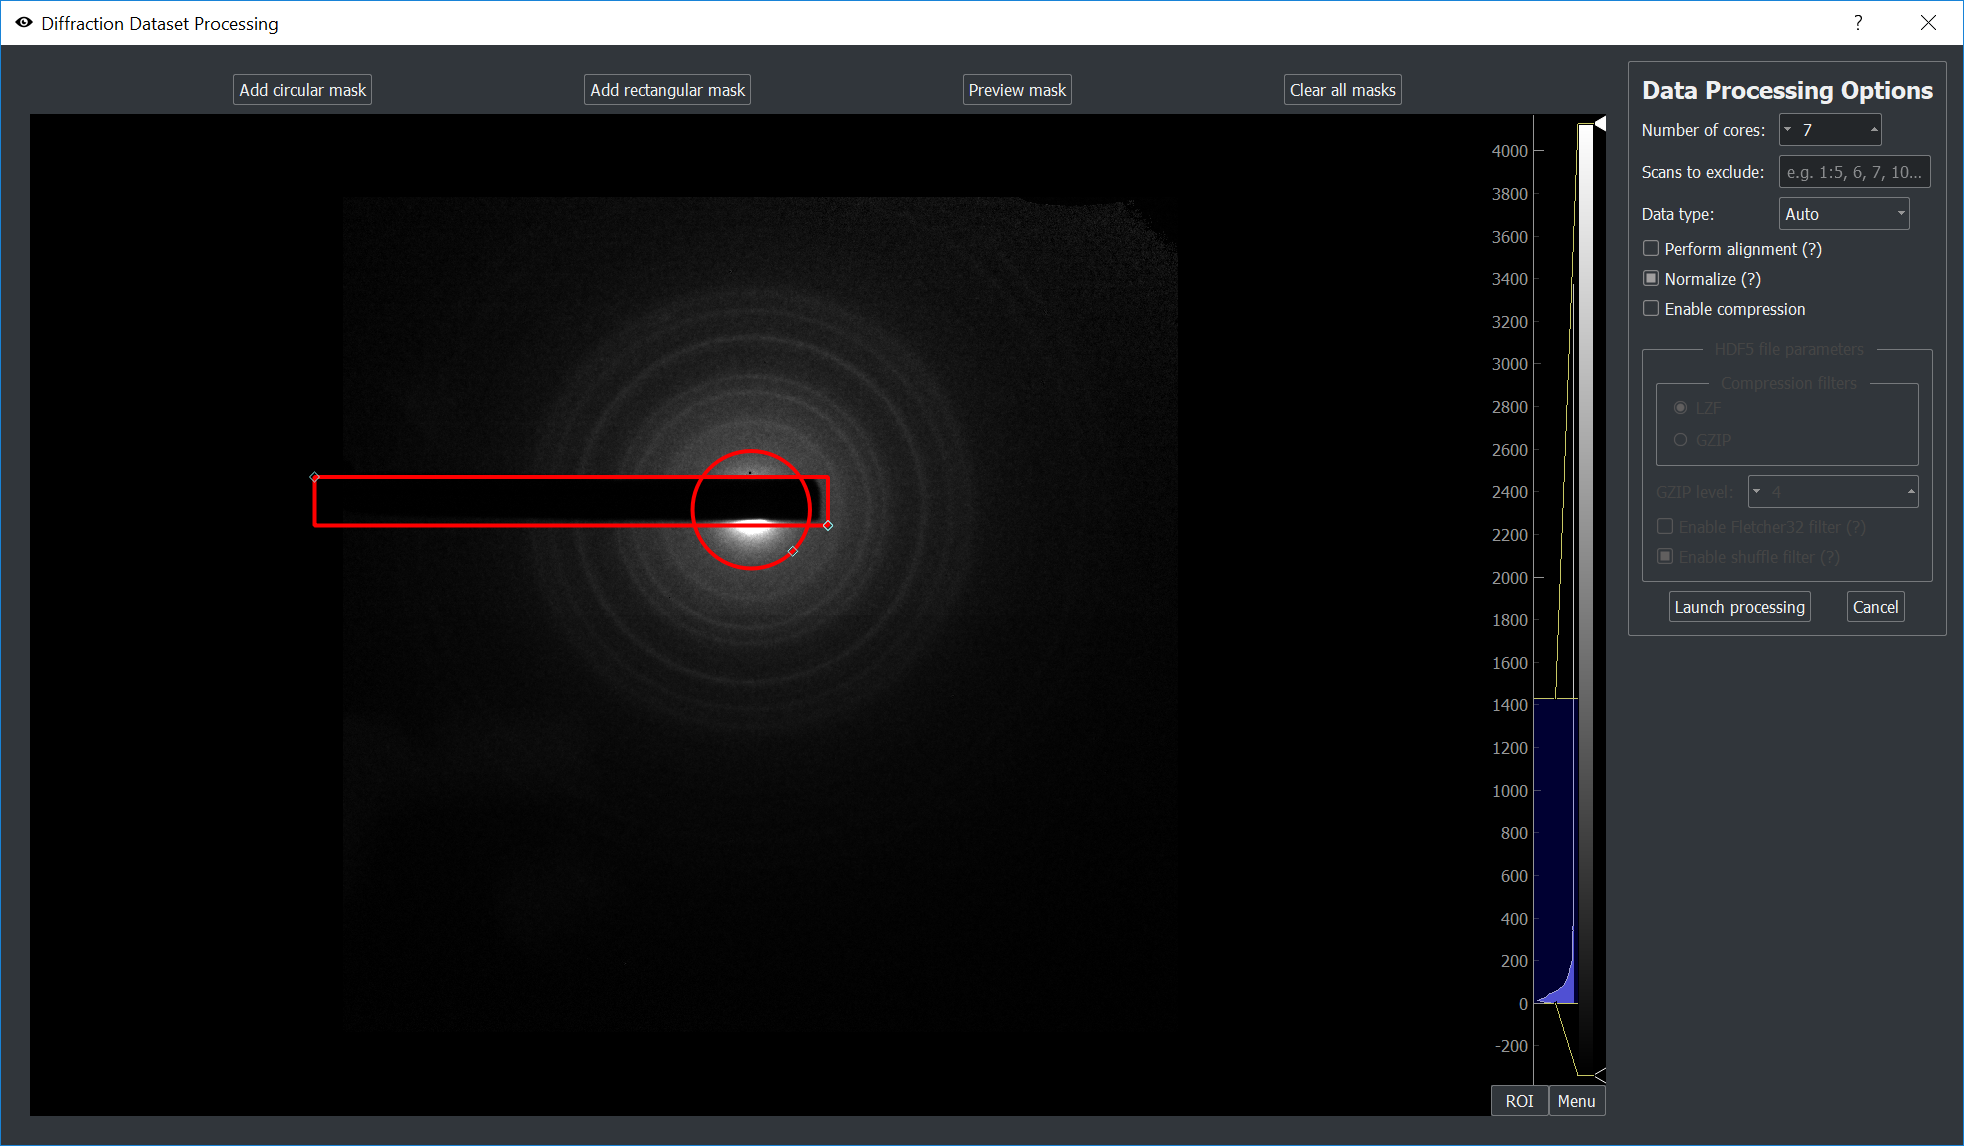 Diffraction Dataset Processing
?
Add circular mask
Add rectangular mask
Preview mask
Clear all masks
4000
3800
3600
3400
3200
3000
2800
2600
2400
2200
2000
1800
1600
1400
1200
1000
800
600
400
200
0
-200
ROI
Menu
Data Processing Options
Number of cores: 7
Scans to exclude: e.g. 1:5, 6, 7, 10...
Data type: Auto
Perform alignment (?)
Normalize (?)
Enable compression
HDF5 file parameters
Compression filters
LZF
GZIP
GZIP level: 4
Enable Fletcher32 filter (?)
Enable shuffle filter (?)
Launch processing
Cancel